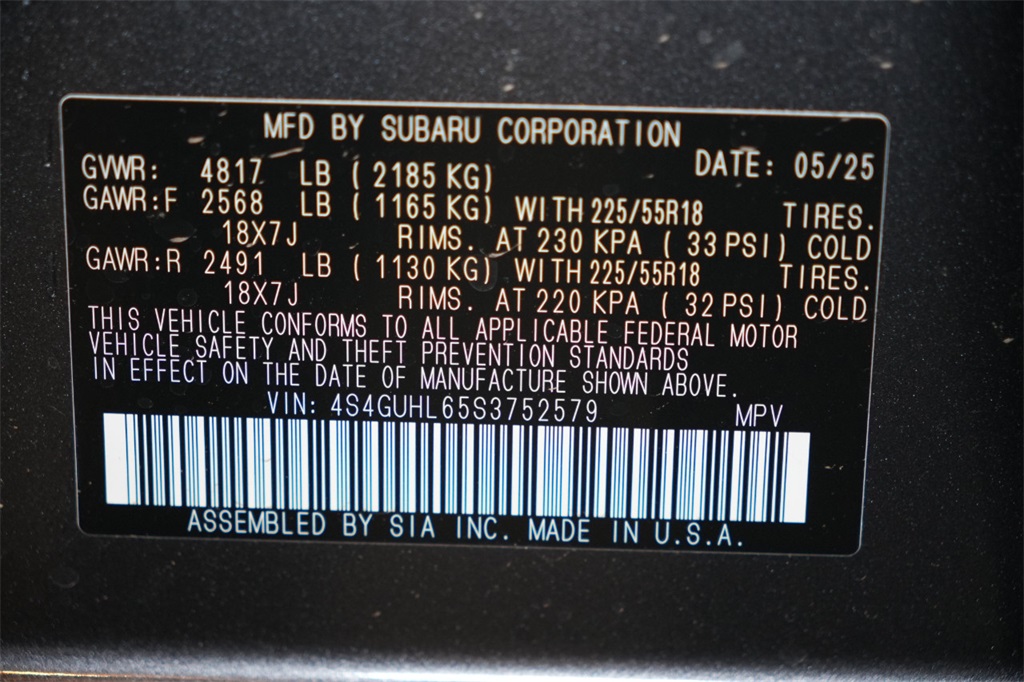 MFD BY SUBARU CORPORATION
GVWR: 4817 LB ( 2185 KG) DATE: 05/25
GAWR:F 2568 LB ( 1165 KG) WITH 225/55R18 TIRES.
18X7J RIMS. AT 230 KPA ( 33 PSI) COLD
GAWR:R 2491 LB ( 1130 KG) WITH 225/55R18 TIRES.
18X7J RIMS. AT 220 KPA ( 32 PSI) COLD
THIS VEHICLE CONFORMS TO ALL APPLICABLE FEDERAL MOTOR
VEHICLE SAFETY AND THEFT PREVENTION STANDARDS
IN EFFECT ON THE DATE OF MANUFACTURE SHOWN ABOVE.
VIN: 4S4GUHL65S3752579 MPV
ASSEMBLED BY SIA INC. MADE IN U.S.A.